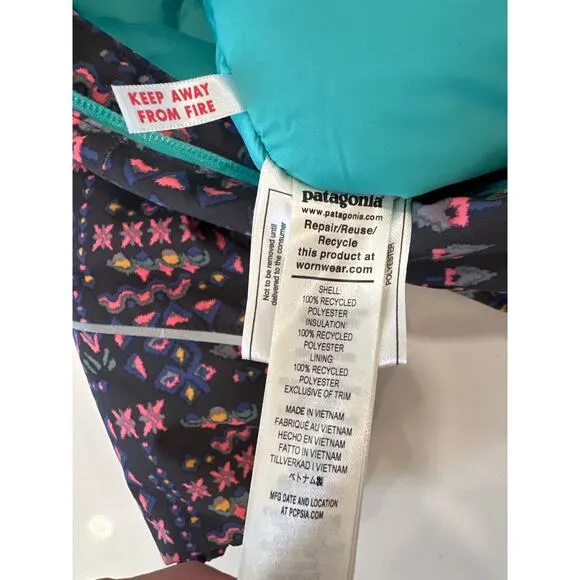 KEEP AWAY
FROM FIRE
patagonia
www.patagonia.com
Repair/Reuse/
Recycle
this product at
wornwear.com
Not to be removed until
delivered to the consumer
POLYESTER
SHELL:
100% RECYCLED
POLYESTER
INSULATION:
100% RECYCLED
POLYESTER
LINING:
100% RECYCLED
POLYESTER
EXCLUSIVE OF TRIM
MADE IN VIETNAM
FABRIQUÉ AU VIETNAM
HECHO EN VIETNAM
FATTO IN VIETNAM
TILLVERKAD I VIETNAM
ベトナム製
MFG DATE AND LOCATION
AT PCPSIA.COM